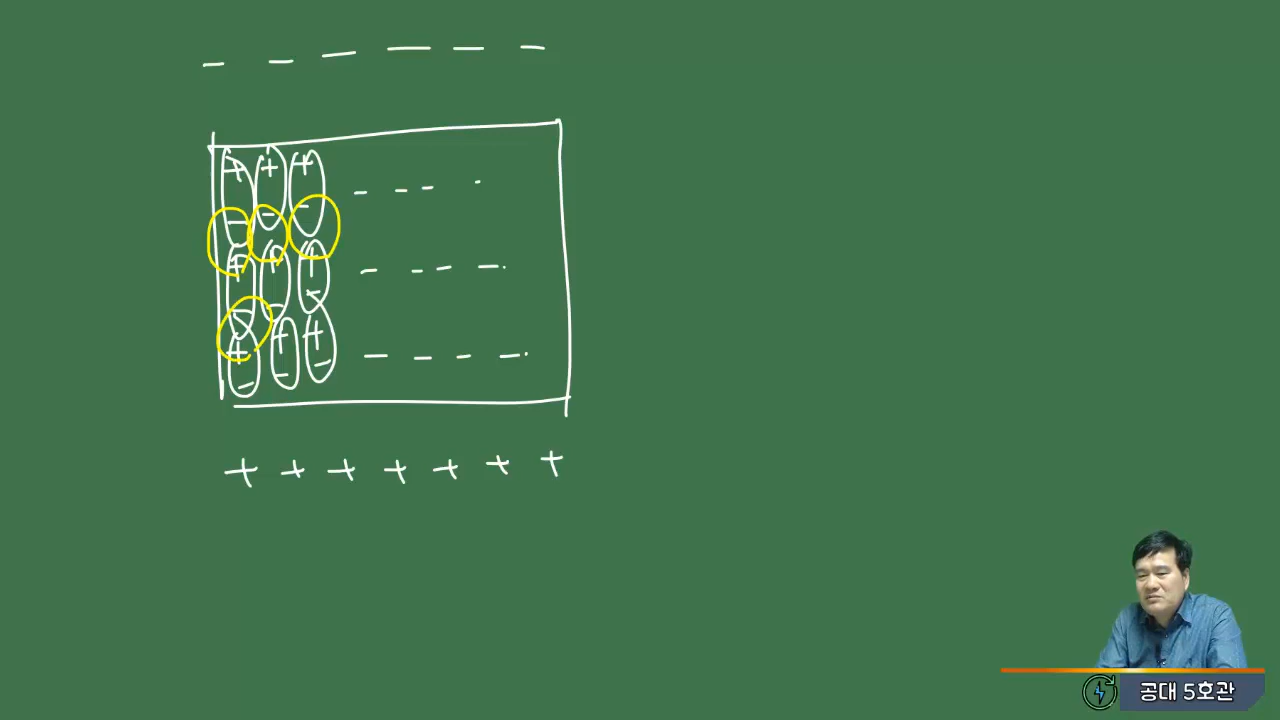 — — — — — —
+ + + - - - -
- - -
+ + + - - - -
- - -
+ + + - - - -
- - -
+ + + + + + +
공대 5호관